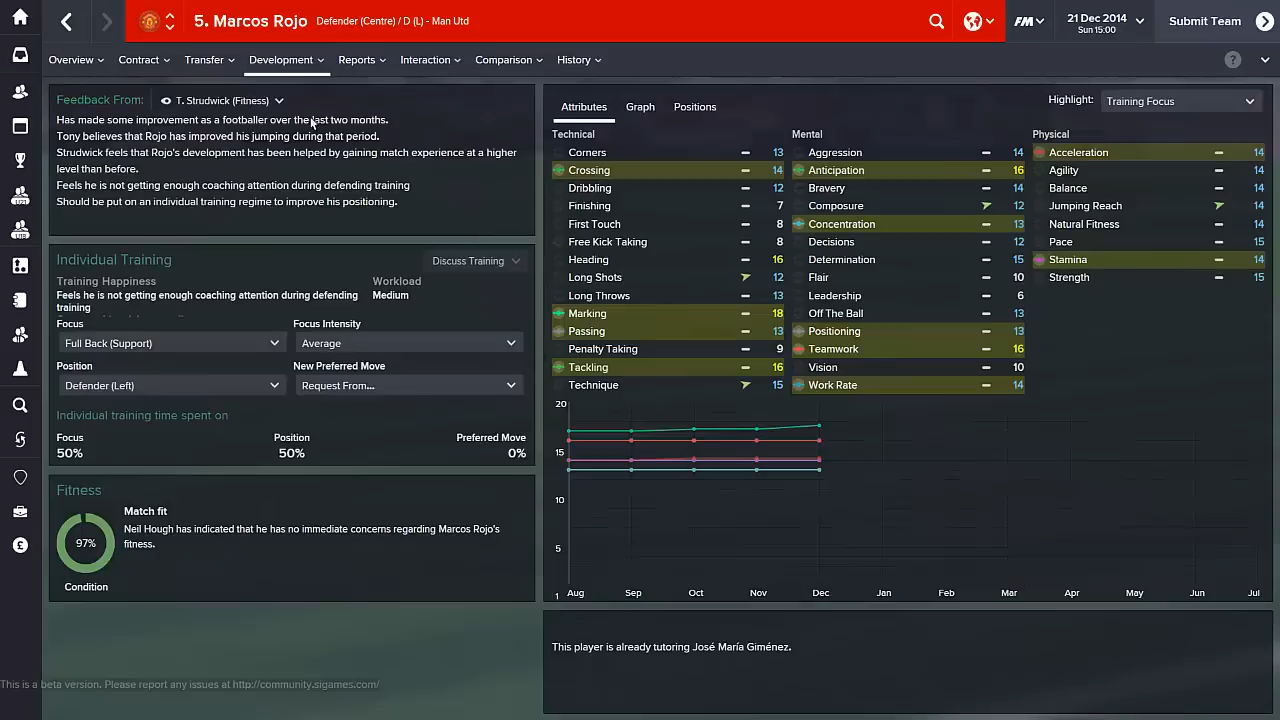 5. Marcos Rojo Defender (Centre) / D (L) - Man Utd
FM
21 Dec 2014
Sun 15:00
Submit Team
Overview Contract Transfer Development Reports Interaction Comparison History
?
Feedback From: T. Strudwick (Fitness)
Has made some improvement as a footballer over the last two months.
Tony believes that Rojo has improved his jumping during that period.
Strudwick feels that Rojo's development has been helped by gaining match experience at a higher
level than before.
Feels he is not getting enough coaching attention during defending training
Should be put on an individual training regime to improve his positioning.
Individual Training
Discuss Training
Training Happiness Workload
Feels he is not getting enough coaching attention during defending Medium
training
Focus Focus Intensity
Full Back (Support) Average
Position New Preferred Move
Defender (Left) Request From...
Individual training time spent on
Focus Position Preferred Move
50% 50% 0%
Fitness
Match fit
Neil Hough has indicated that he has no immediate concerns regarding Marcos Rojo's
fitness.
97%
Condition
Attributes Graph Positions
Highlight: Training Focus
Technical Mental Physical
Corners 13 Aggression 14 Acceleration 14
Crossing 14 Anticipation 16 Agility 14
Dribbling 12 Bravery 14 Balance 14
Finishing 7 Composure 12 Jumping Reach 14
First Touch 8 Concentration 13 Natural Fitness 14
Free Kick Taking 8 Decisions 12 Pace 15
Heading 16 Determination 15 Stamina 14
Long Shots 12 Flair 10 Strength 15
Long Throws 13 Leadership 6
Marking 18 Off The Ball 13
Passing 13 Positioning 13
Penalty Taking 9 Teamwork 16
Tackling 16 Vision 10
Technique 15 Work Rate 14
20
15
10
5
1
Aug Sep Oct Nov Dec Jan Feb Mar Apr May Jun Jul
This player is already tutoring José María Giménez.
This is a beta version. Please report any issues at http://community.sigames.com/
U21
U18
£